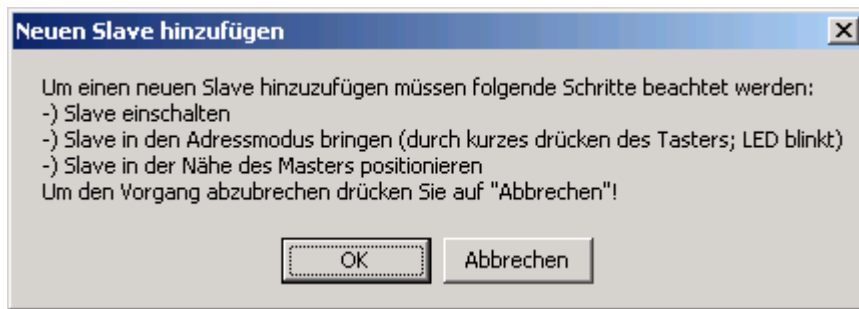 Neuen Slave hinzufügen
Um einen neuen Slave hinzuzufügen müssen folgende Schritte beachtet werden:
-) Slave einschalten
-) Slave in den Adressmodus bringen (durch kurzes drücken des Tasters; LED blinkt)
-) Slave in der Nähe des Masters positionieren
Um den Vorgang abzubrechen drücken Sie auf "Abbrechen"!
OK Abbrechen